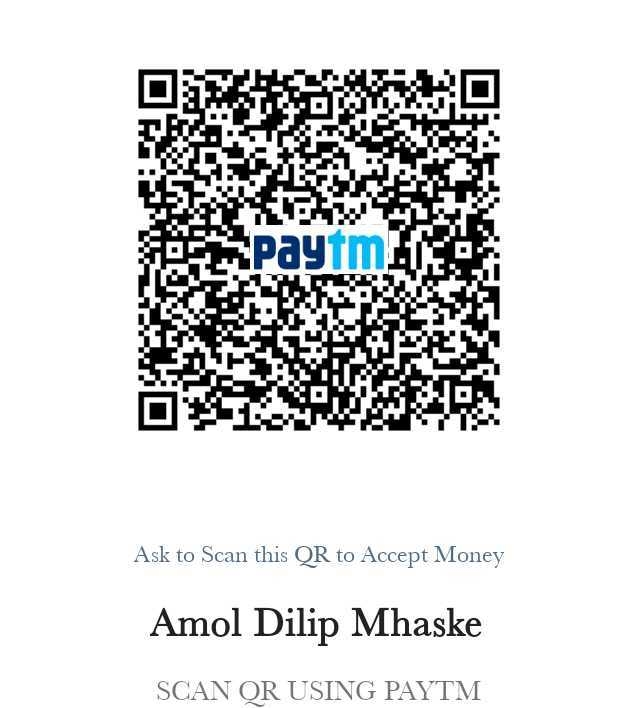 paytm
Ask to Scan this QR to Accept Money
Amol Dilip Mhaske
SCAN QR USING PAYTM